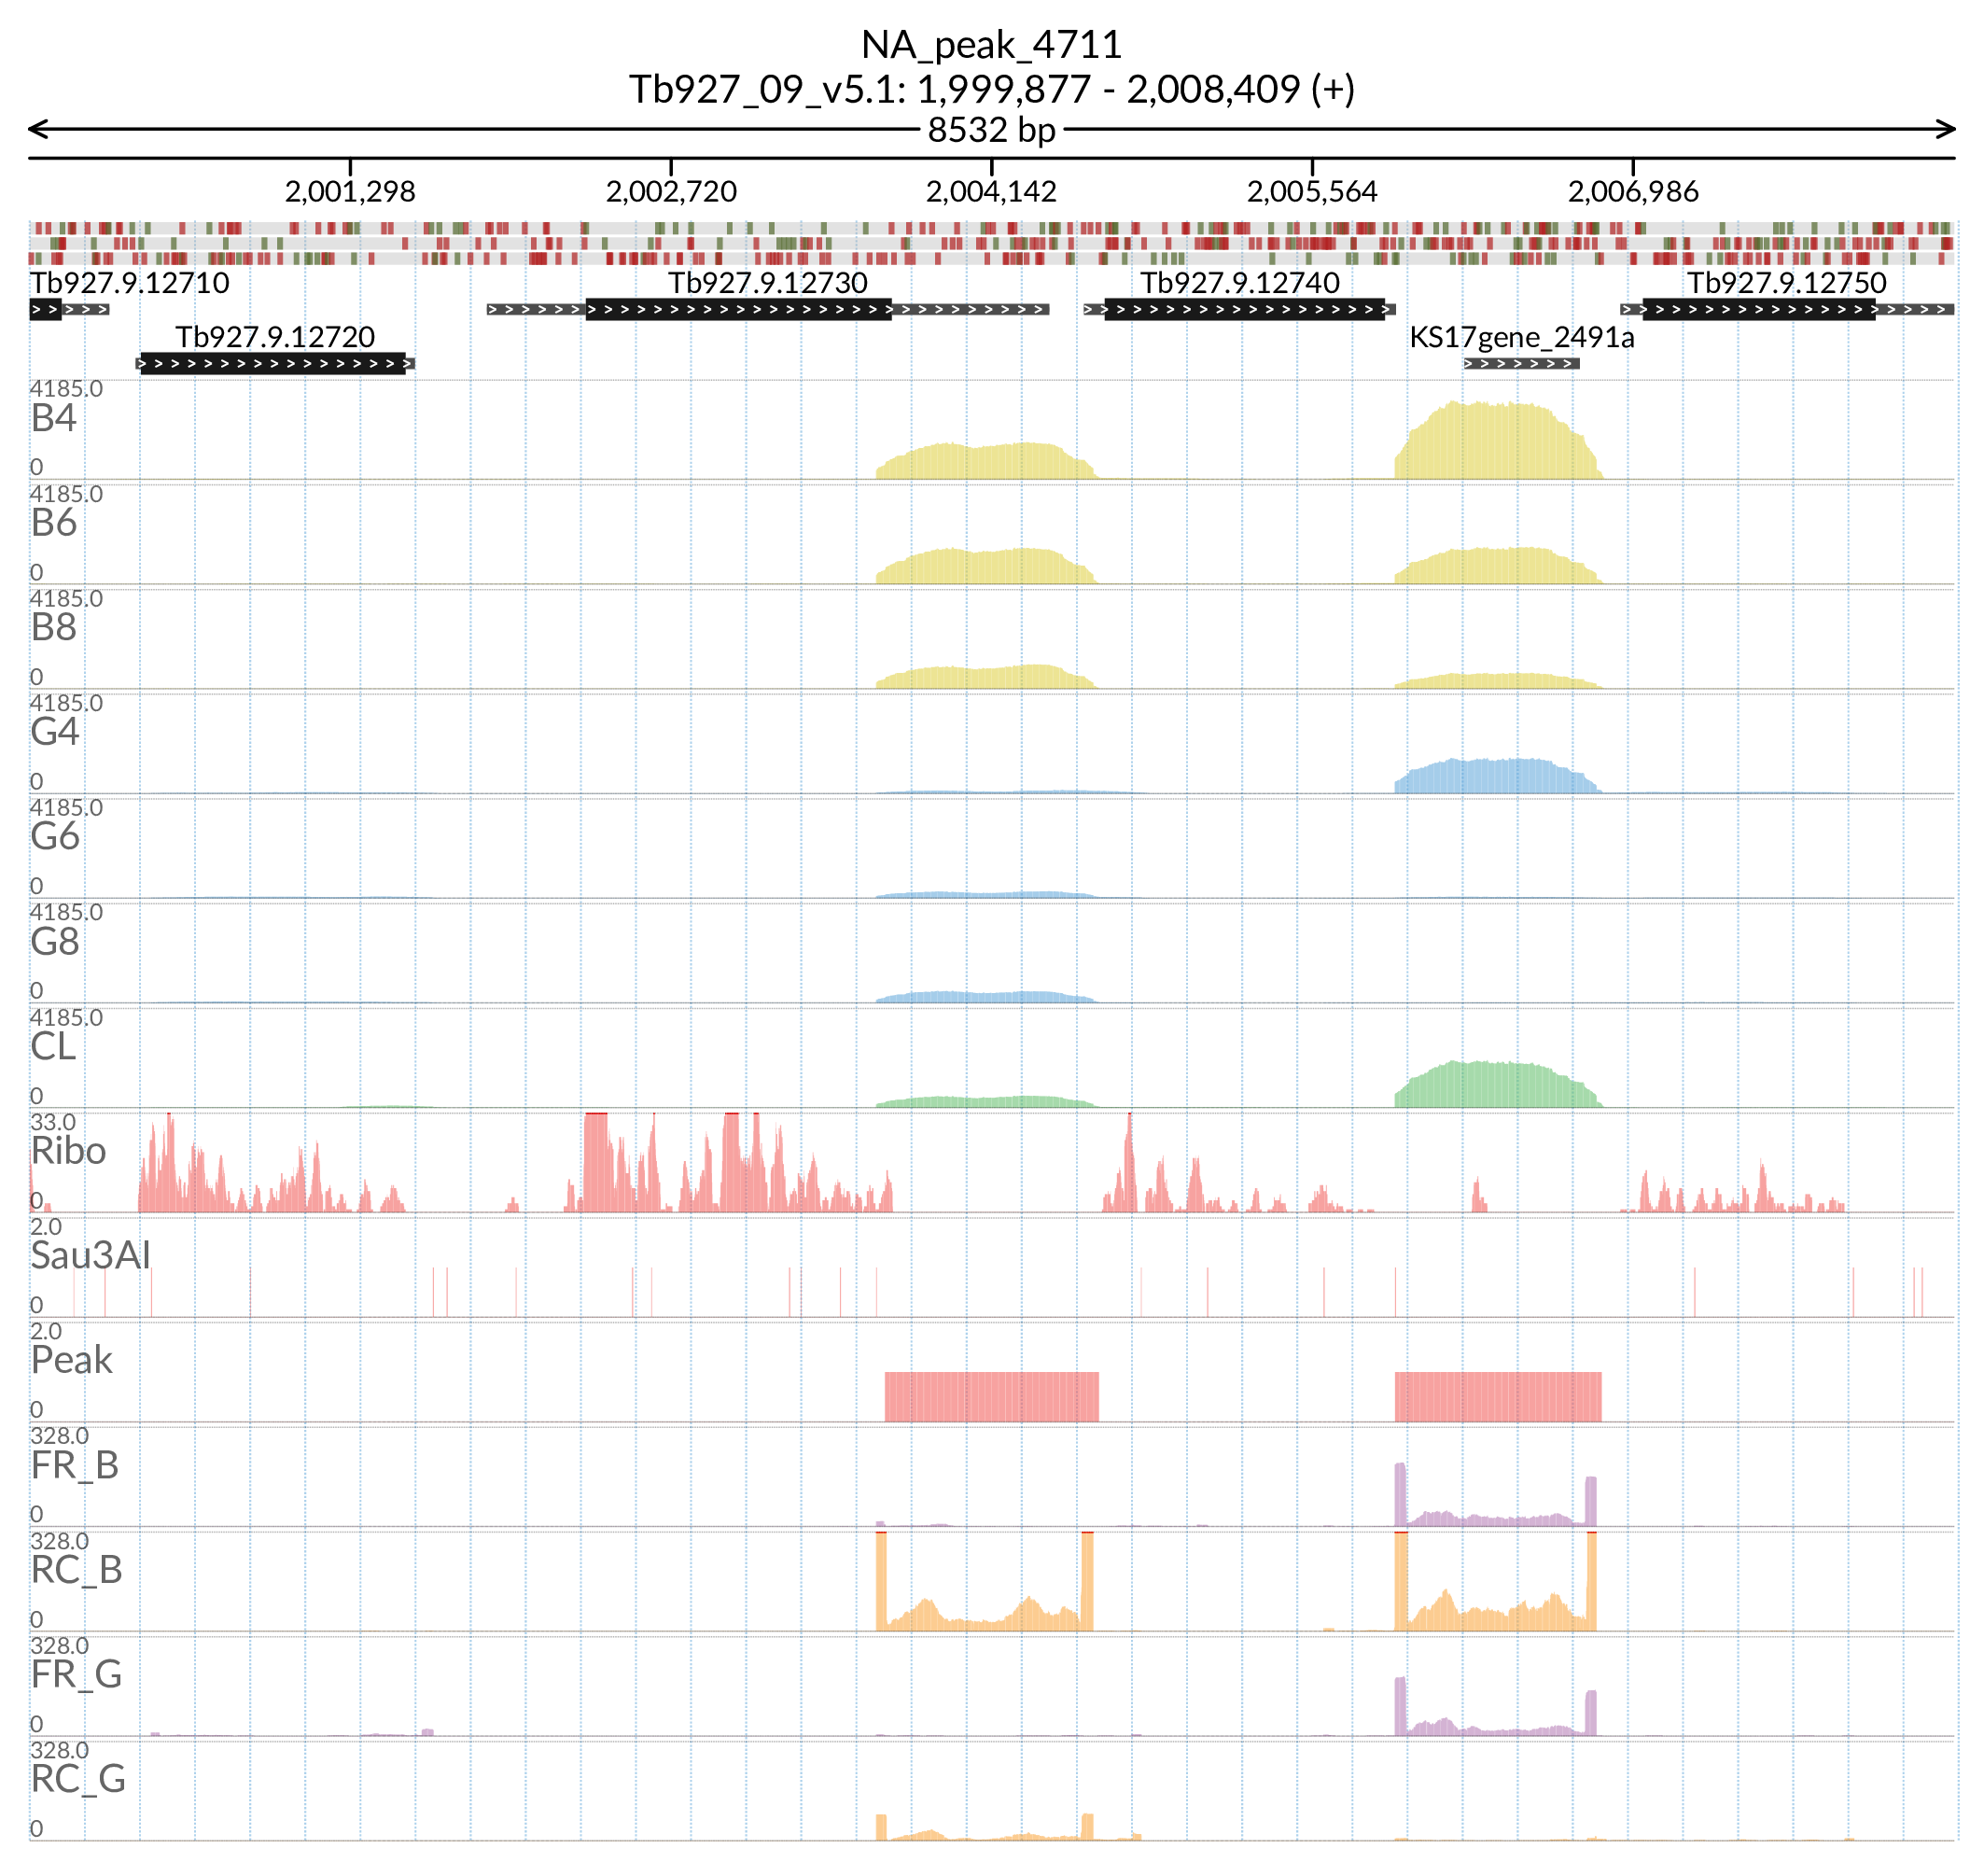 NA_peak_4711
Tb927_09_v5.1: 1,999,877 - 2,008,409 (+)
8532 bp
2,001,298 2,002,720 2,004,142 2,005,564 2,006,986
Tb927.9.12710 Tb927.9.12730 Tb927.9.12740 Tb927.9.12750
Tb927.9.12720 KS17gene_2491a
4185.0
B4
0
4185.0
B6
0
4185.0
B8
0
4185.0
G4
0
4185.0
G6
0
4185.0
G8
0
4185.0
CL
0
33.0
Ribo
0
2.0
Sau3AI
0
2.0
Peak
0
328.0
FR_B
0
328.0
RC_B
0
328.0
FR_G
0
328.0
RC_G
0